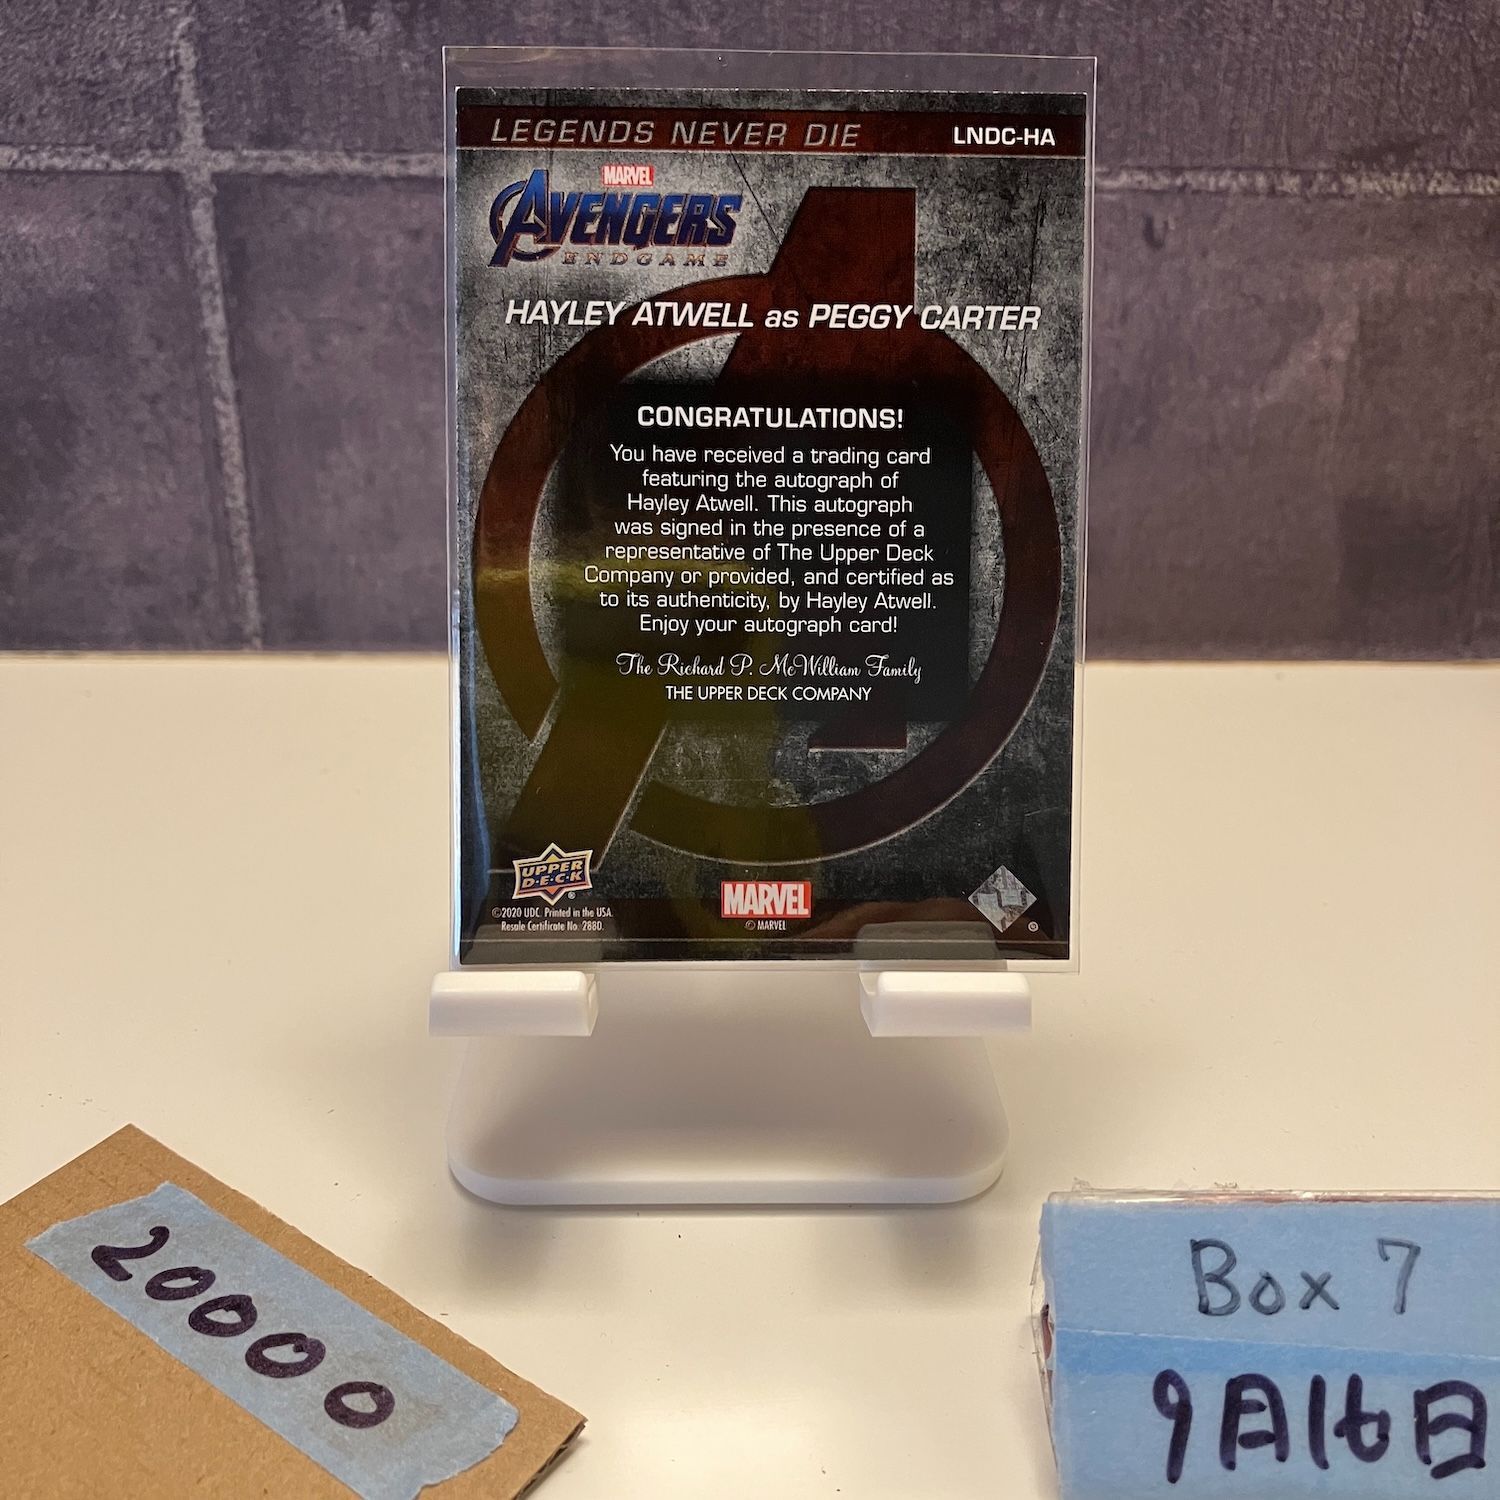 LEGENDS NEVER DIE LNDC-HA
MARVEL
AVENGERS
ENDGAME
HAYLEY ATWELL as PEGGY CARTER
CONGRATULATIONS!
You have received a trading card
featuring the autograph of
Hayley Atwell. This autograph
was signed in the presence of a
representative of The Upper Deck
Company or provided, and certified as
to its authenticity, by Hayley Atwell.
Enjoy your autograph card!
The Richard P. McWilliam Family
THE UPPER DECK COMPANY
UPPER
D·E·C·K
®
©2020 UDC. Printed in the USA.
Resale Certificate No. 2880.
MARVEL
© MARVEL
®
20000
Box 7
9月16日